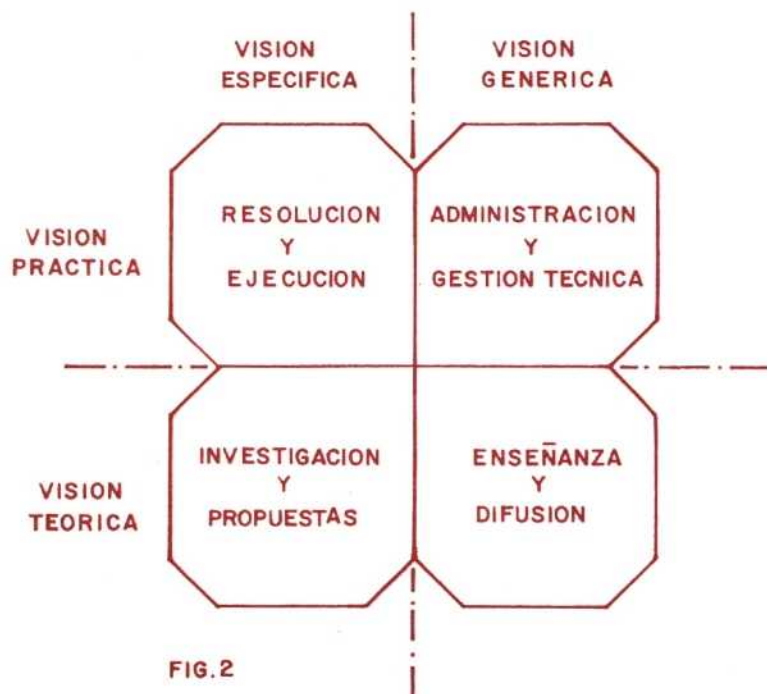 VISION
ESPECIFICA
VISION
GENERICA
VISION
PRACTICA
RESOLUCION
Y
EJECUCION
ADMINISTRACION
Y
GESTION TECNICA
VISION
TEORICA
INVESTIGACION
Y
PROPUESTAS
ENSEÑANZA
Y
DIFUSION
FIG.2